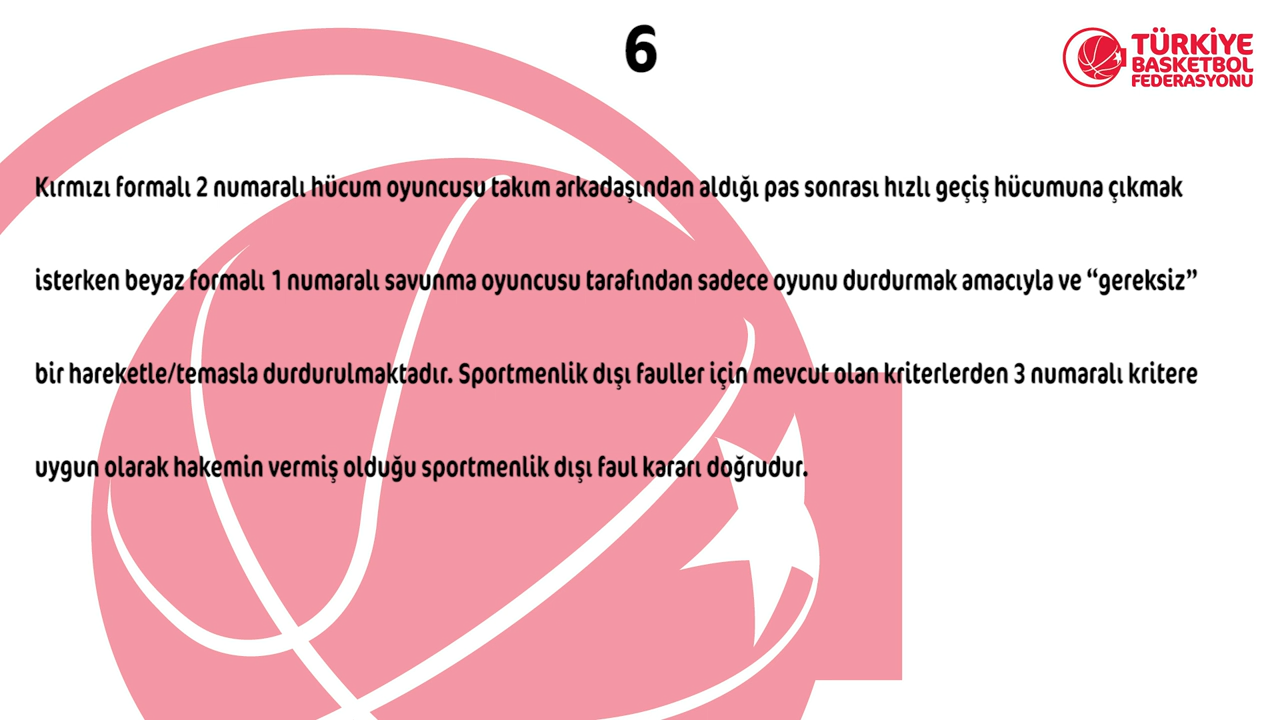 6
TÜRKİYE
BASKETBOL
FEDERASYONU
Kırmızı formalı 2 numaralı hücum oyuncusu takım arkadaşından aldığı pas sonrası hızlı geçiş hücumuna çıkmak
isterken beyaz formalı 1 numaralı savunma oyuncusu tarafından sadece oyunu durdurmak amacıyla ve “gereksiz”
bir hareketle/temasla durdurulmaktadır. Sportmenlik dışı fauller için mevcut olan kriterlerden 3 numaralı kritere
uygun olarak hakemin vermiş olduğu sportmenlik dışı faul kararı doğrudur.